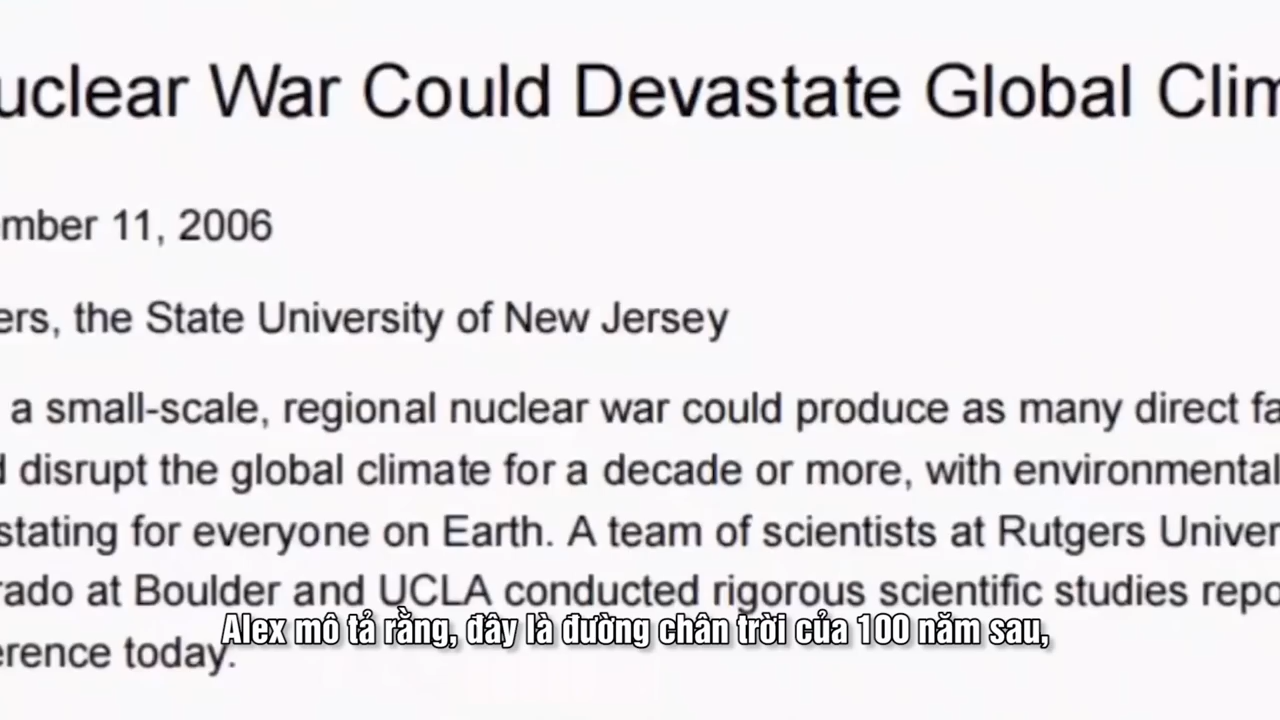 uclear War Could Devastate Global Clim
mber 11, 2006
ers, the State University of New Jersey
a small-scale, regional nuclear war could produce as many direct fa
d disrupt the global climate for a decade or more, with environmental
stating for everyone on Earth. A team of scientists at Rutgers Univer
rado at Boulder and UCLA conducted rigorous scientific studies repo
Alex mô tả rằng, đây là đường chân trời của 100 năm sau,
erence today.